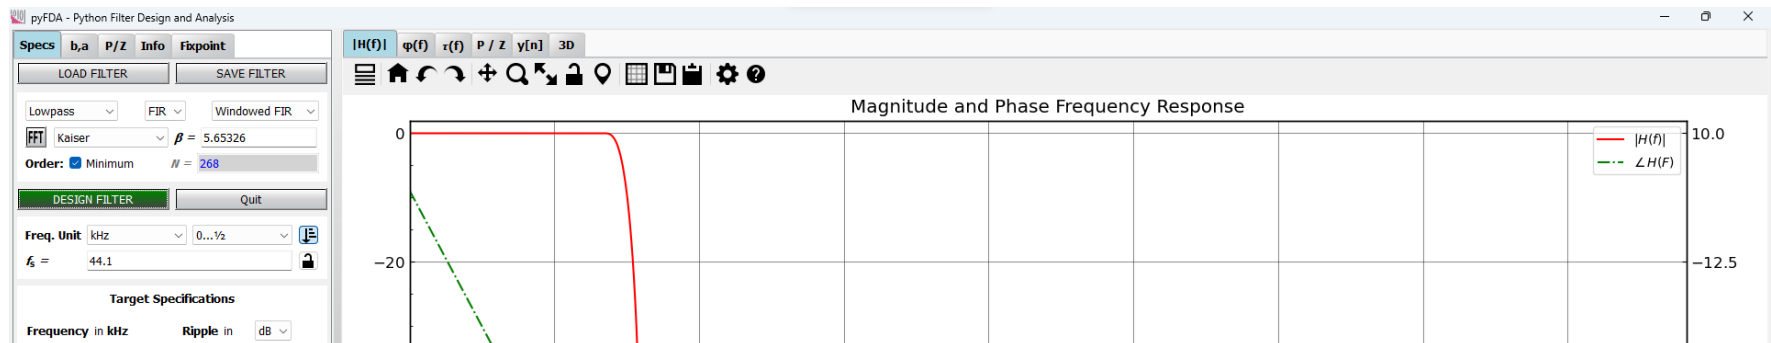 pyFDA - Python Filter Design and Analysis
Specs b,a P/Z Info Fixpoint
LOAD FILTER SAVE FILTER
Lowpass FIR Windowed FIR
FFT Kaiser β = 5.65326
Order: Minimum N = 268
DESIGN FILTER Quit
Freq. Unit kHz 0...½
fs = 44.1
Target Specifications
Frequency in kHz Ripple in dB
|H(f)| φ(f) τ(f) P / Z y[n] 3D
Magnitude and Phase Frequency Response
0
−20
|H(f)|
∠H(F)
10.0
−12.5